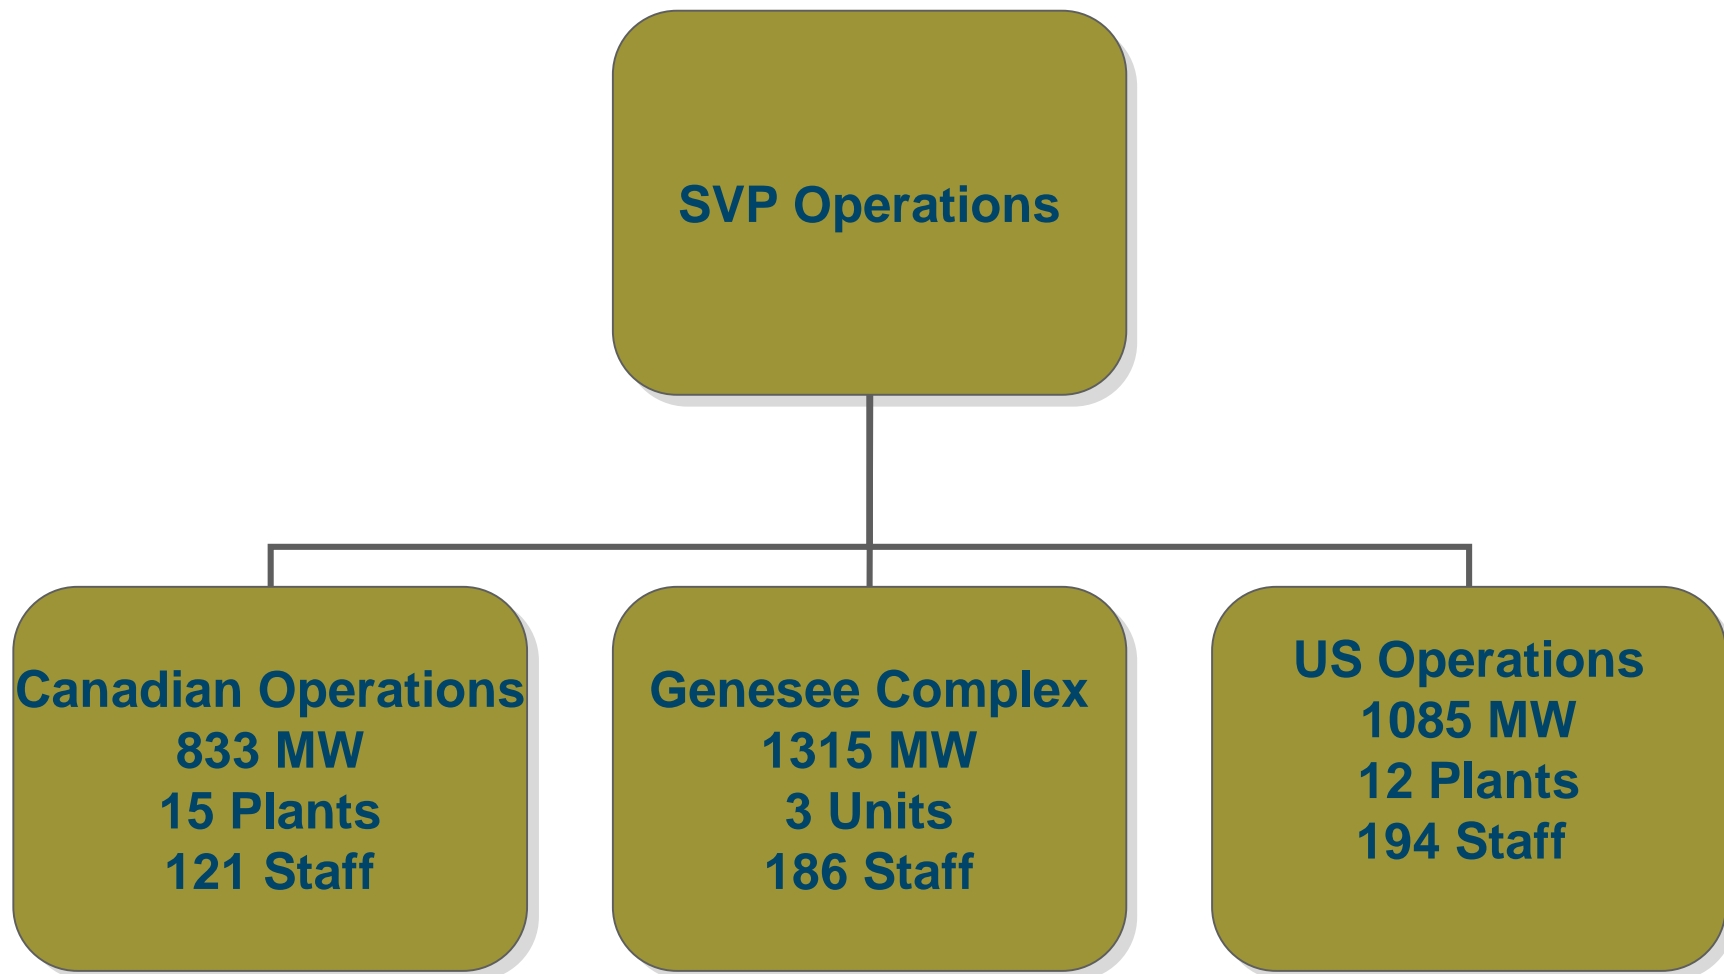 SVP Operations
Canadian Operations
833 MW
15 Plants
121 Staff
Genesee Complex
1315 MW
3 Units
186 Staff
US Operations
1085 MW
12 Plants
194 Staff